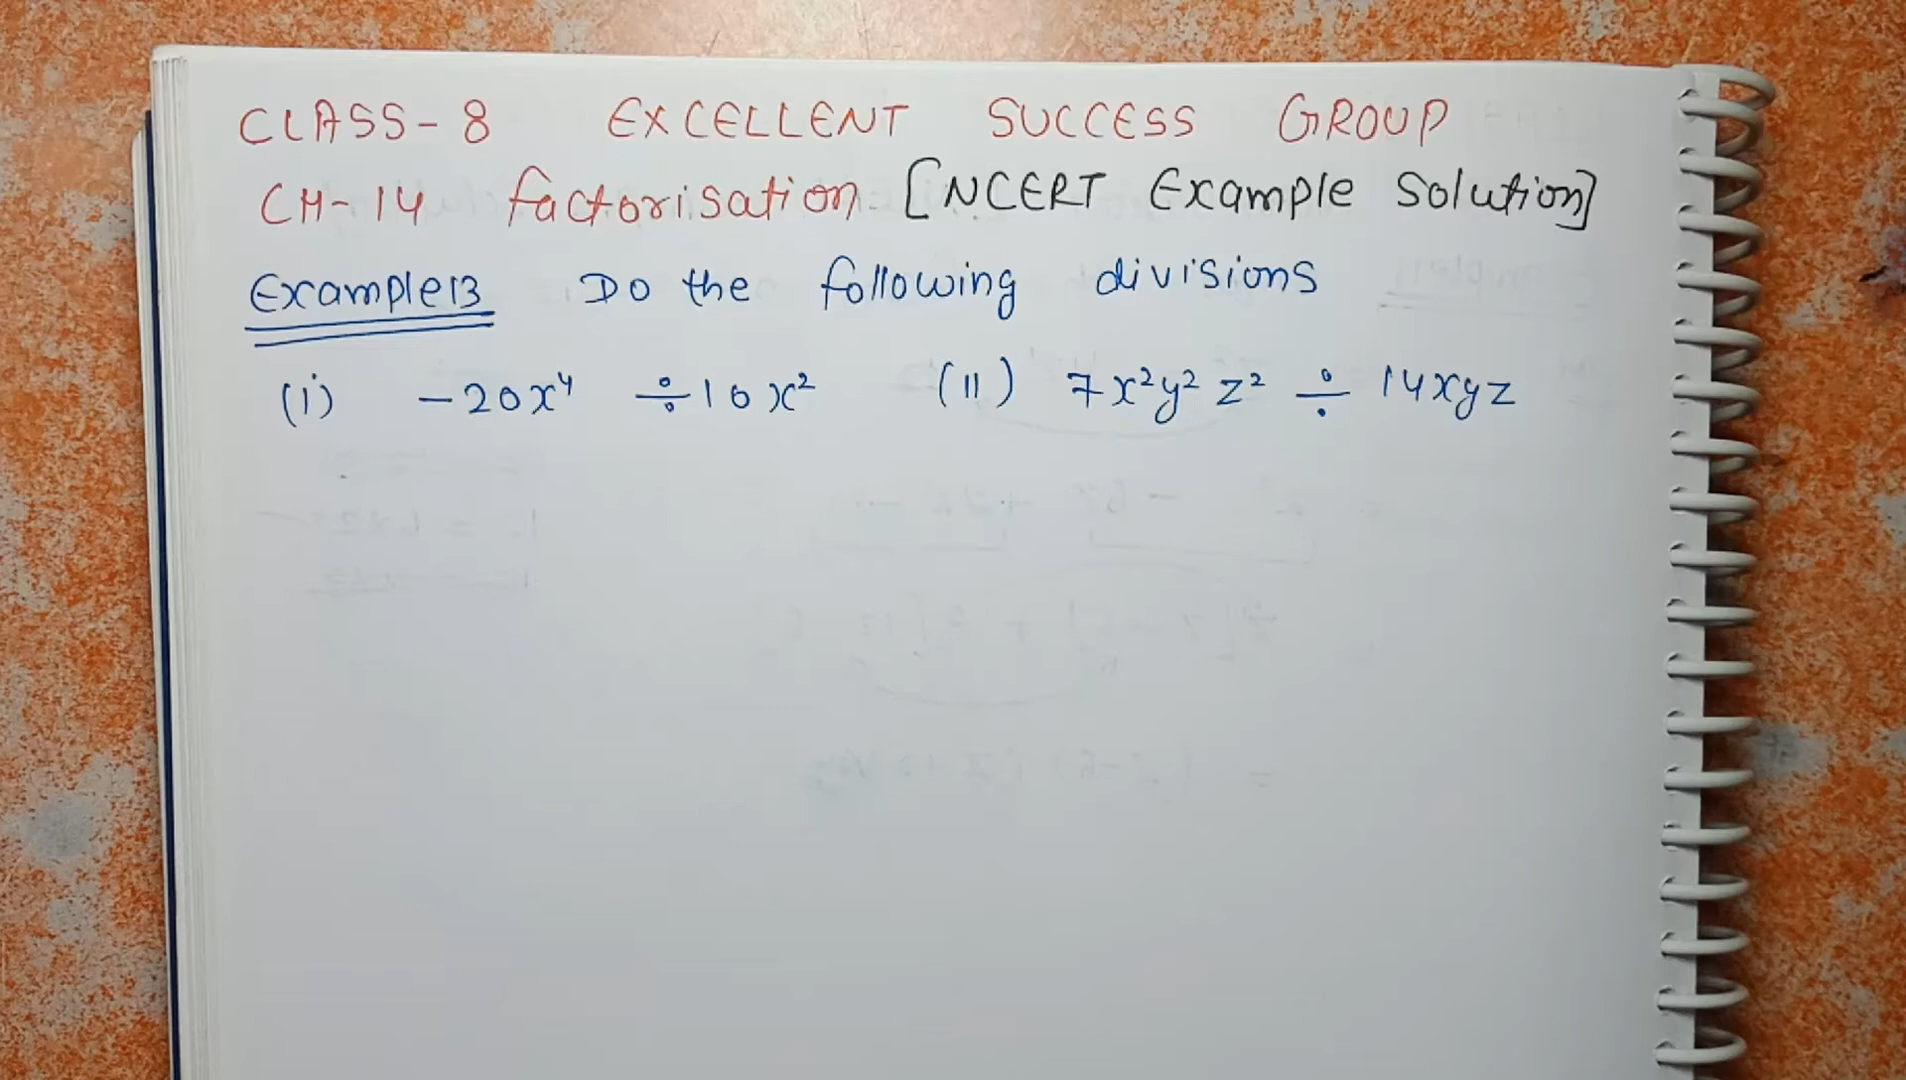 CLASS-8 EXCELLENT SUCCESS GROUP
CH-14 factorisation [NCERT Example Solution]
Example13 Do the following divisions
(i) -20x⁴ ÷ 10x² (11) 7x²y²z² ÷ 14xyz